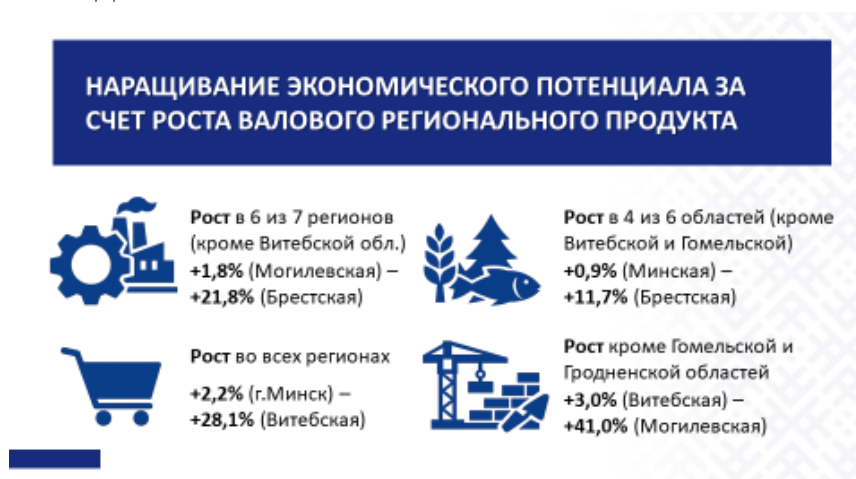 НАРАЩИВАНИЕ ЭКОНОМИЧЕСКОГО ПОТЕНЦИАЛА ЗА
СЧЕТ РОСТА ВАЛОВОГО РЕГИОНАЛЬНОГО ПРОДУКТА
Рост в 6 из 7 регионов
(кроме Витебской обл.)
+1,8% (Могилевская) –
+21,8% (Брестская)
Рост в 4 из 6 областей (кроме
Витебской и Гомельской)
+0,9% (Минская) –
+11,7% (Брестская)
Рост во всех регионах
+2,2% (г.Минск) –
+28,1% (Витебская)
Рост кроме Гомельской и
Гродненской областей
+3,0% (Витебская) –
+41,0% (Могилевская)